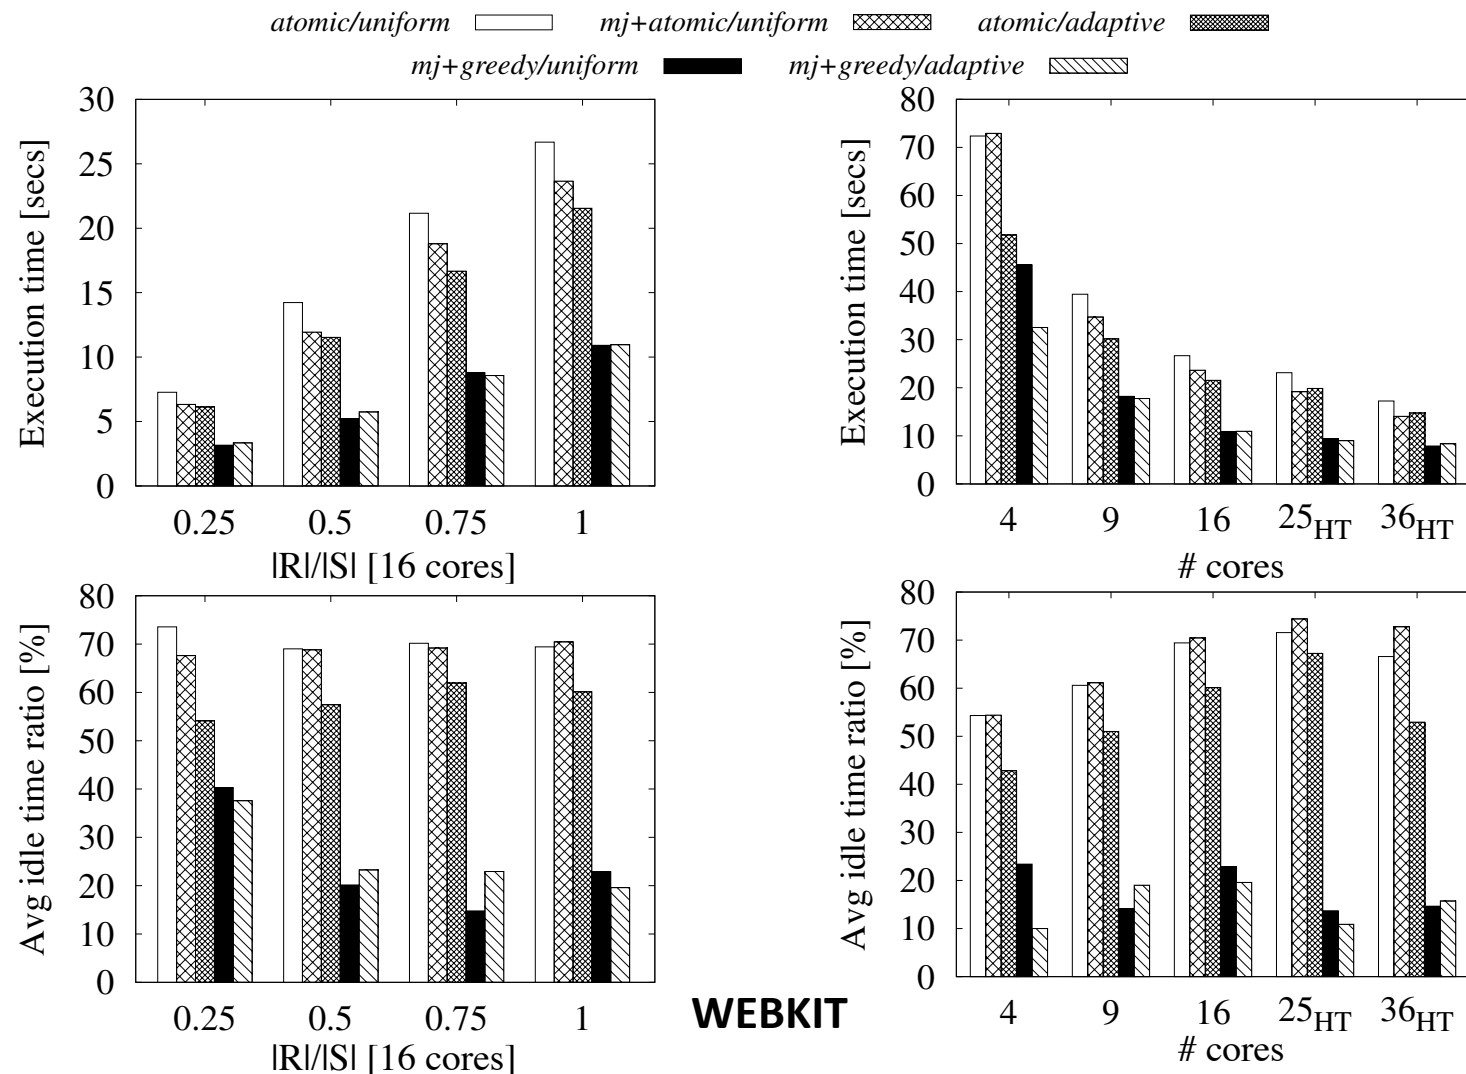 atomic/uniform mj+atomic/uniform atomic/adaptive
mj+greedy/uniform mj+greedy/adaptive
30
25
20
15
10
5
0
Execution time [secs]
0.25 0.5 0.75 1
|R|/|S| [16 cores]
80
70
60
50
40
30
20
10
0
Execution time [secs]
4 9 16 25HT 36HT
# cores
80
70
60
50
40
30
20
10
0
Avg idle time ratio [%]
0.25 0.5 0.75 1
|R|/|S| [16 cores]
WEBKIT
80
70
60
50
40
30
20
10
0
Avg idle time ratio [%]
4 9 16 25HT 36HT
# cores